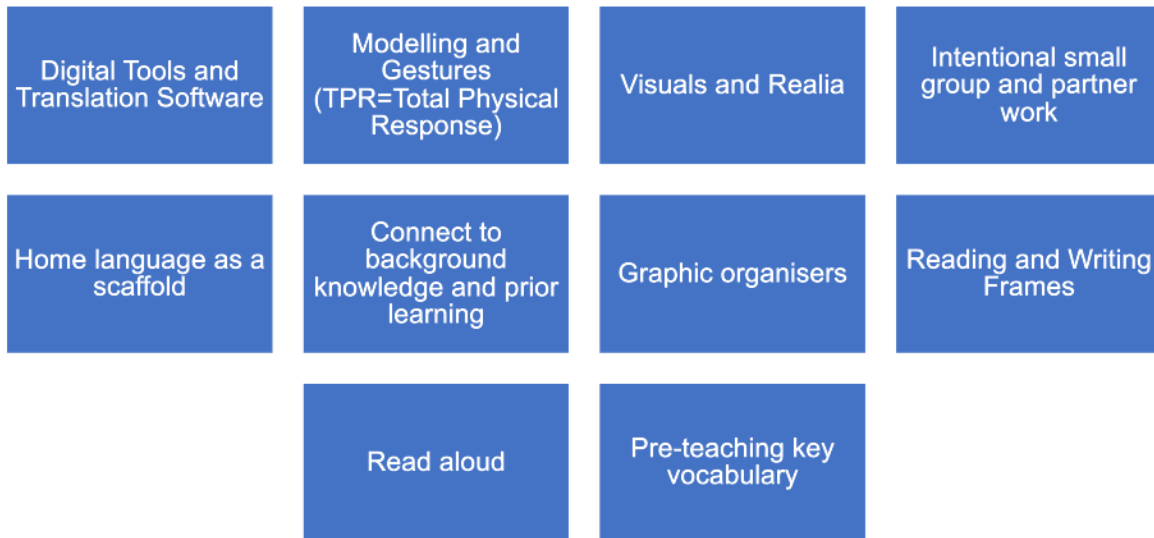 Digital Tools and
Translation Software
Modelling and
Gestures
(TPR=Total Physical
Response)
Visuals and Realia
Intentional small
group and partner
work
Home language as a
scaffold
Connect to
background
knowledge and prior
learning
Graphic organisers
Reading and Writing
Frames
Read aloud
Pre-teaching key
vocabulary